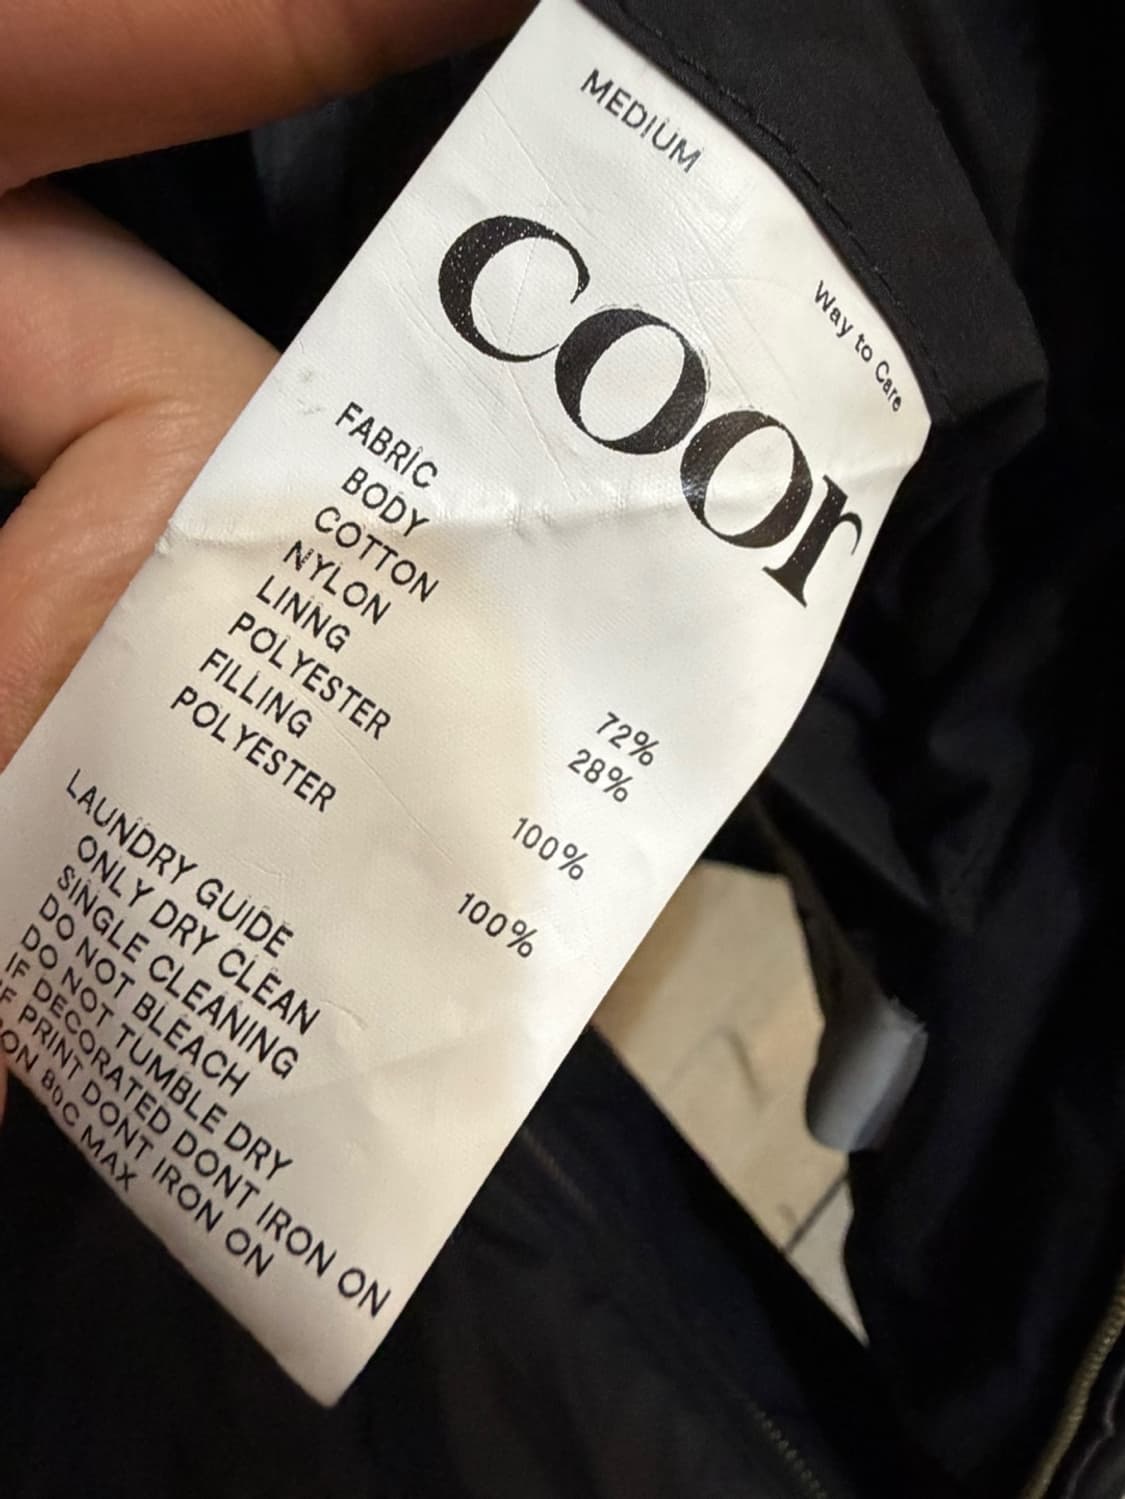 MEDIUM
Way to Care
coor
FABRIC
BODY
COTTON 72%
NYLON 28%
LINNG
POLYESTER 100%
FILLING
POLYESTER 100%
LAUNDRY GUIDE
ONLY DRY CLEAN
SINGLE CLEANING
DO NOT BLEACH
DO NOT TUMBLE DRY
IF DECORATED DONT IRON ON
IF PRINT DONT IRON ON
ON 80C MAX